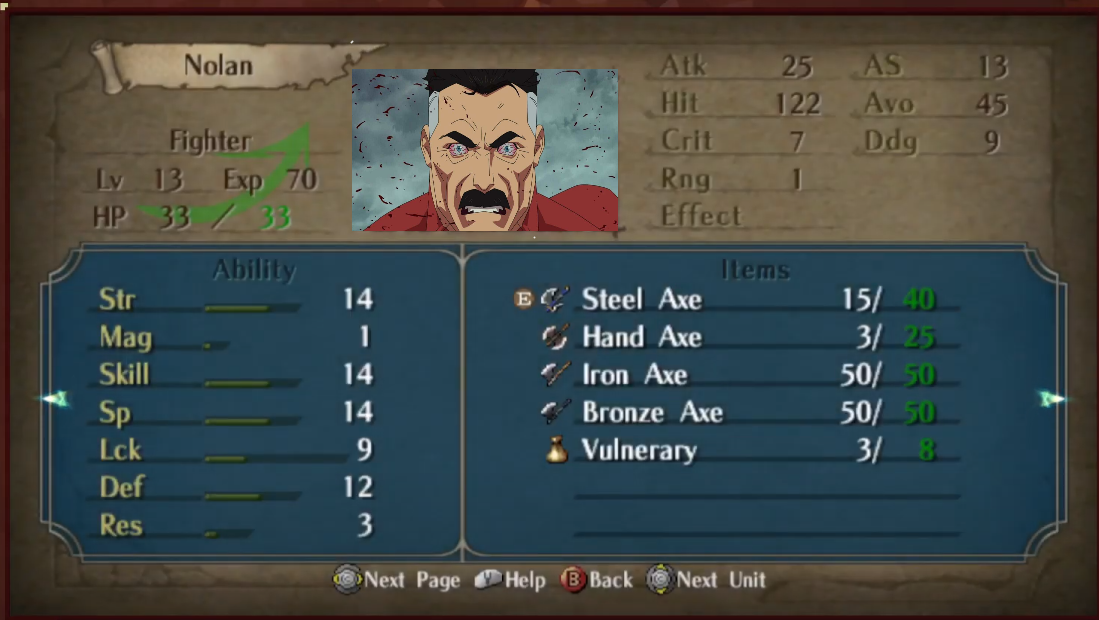 Nolan
Fighter
Lv 13 Exp 70
HP 33 / 33
Atk 25 AS 13
Hit 122 Avo 45
Crit 7 Ddg 9
Rng 1
Effect
Ability
Str 14
Mag 1
Skill 14
Sp 14
Lck 9
Def 12
Res 3
Items
E Steel Axe 15/ 40
Hand Axe 3/ 25
Iron Axe 50/ 50
Bronze Axe 50/ 50
Vulnerary 3/ 8
Next Page Help B Back Next Unit